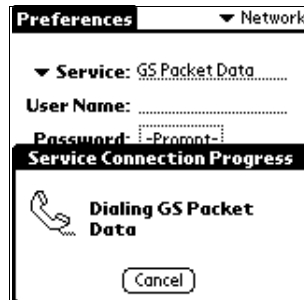 Preferences ▼ Network
▼ Service: GS Packet Data
User Name:
Password: -Prompt-
Service Connection Progress
Dialing GS Packet
Data
Cancel